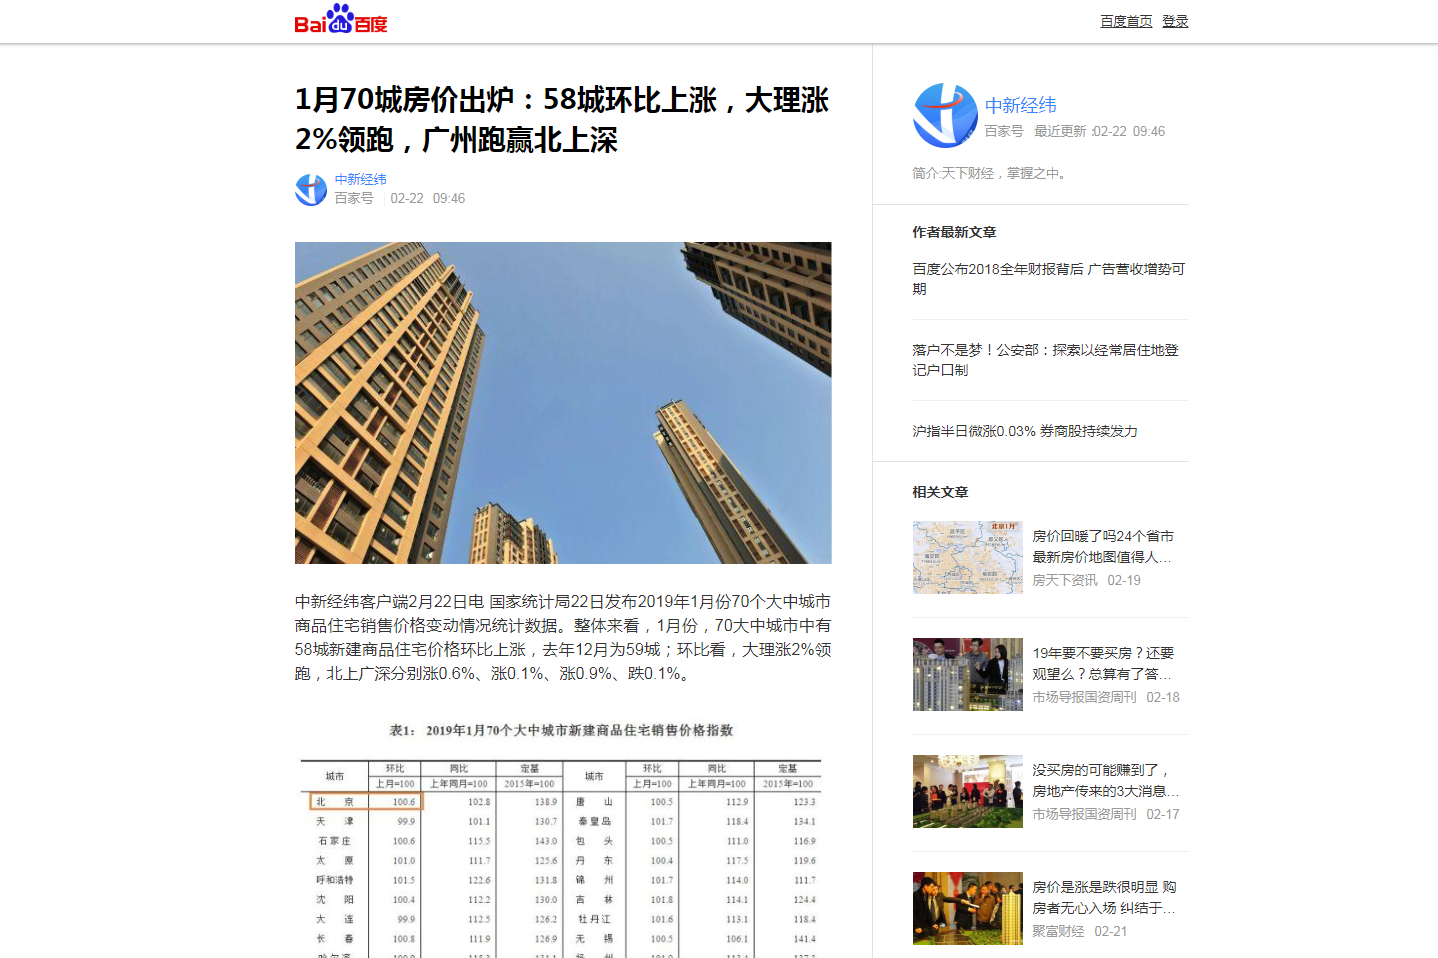 Bai du 百度
百度首页 登录
1月70城房价出炉：58城环比上涨，大理涨
2%领跑，广州跑赢北上深
中新经纬
百家号 02-22 09:46
中新经纬客户端2月22日电 国家统计局22日发布2019年1月份70个大中城市
商品住宅销售价格变动情况统计数据。整体来看，1月份，70大中城市中有
58城新建商品住宅价格环比上涨，去年12月为59城；环比看，大理涨2%领
跑，北上广深分别涨0.6%、涨0.1%、涨0.9%、跌0.1%。
表1： 2019年1月70个大中城市新建商品住宅销售价格指数
城市 环比 同比 定基 城市 环比 同比 定基
上月=100 上年同月=100 2015年=100 上月=100 上年同月=100 2015年=100
北 京 100.6 102.8 138.9 唐 山 100.5 112.9 123.3
天 津 99.9 101.1 130.7 秦皇岛 101.7 118.4 134.1
石家庄 100.6 115.5 143.0 包 头 100.5 111.0 116.9
太 原 101.0 111.7 125.6 丹 东 100.4 117.5 119.6
呼和浩特 101.5 122.6 131.8 锦 州 101.7 114.0 111.7
沈 阳 100.4 112.2 130.0 吉 林 101.8 114.1 124.4
大 连 99.9 112.5 126.2 牡丹江 101.6 113.1 118.4
长 春 100.8 111.9 126.9 无 锡 100.5 106.1 141.4
中新经纬
百家号 最近更新：02-22 09:46
简介:天下财经，掌握之中。
作者最新文章
百度公布2018全年财报背后 广告营收增势可
期
落户不是梦！公安部：探索以经常居住地登
记户口制
沪指半日微涨0.03% 券商股持续发力
相关文章
北京1月
房价回暖了吗24个省市
最新房价地图值得人...
房天下资讯 02-19
19年要不要买房？还要
观望么？总算有了答...
市场导报国资周刊 02-18
没买房的可能赚到了，
房地产传来的3大消息...
市场导报国资周刊 02-17
房价是涨是跌很明显 购
房者无心入场 纠结于...
聚富财经 02-21